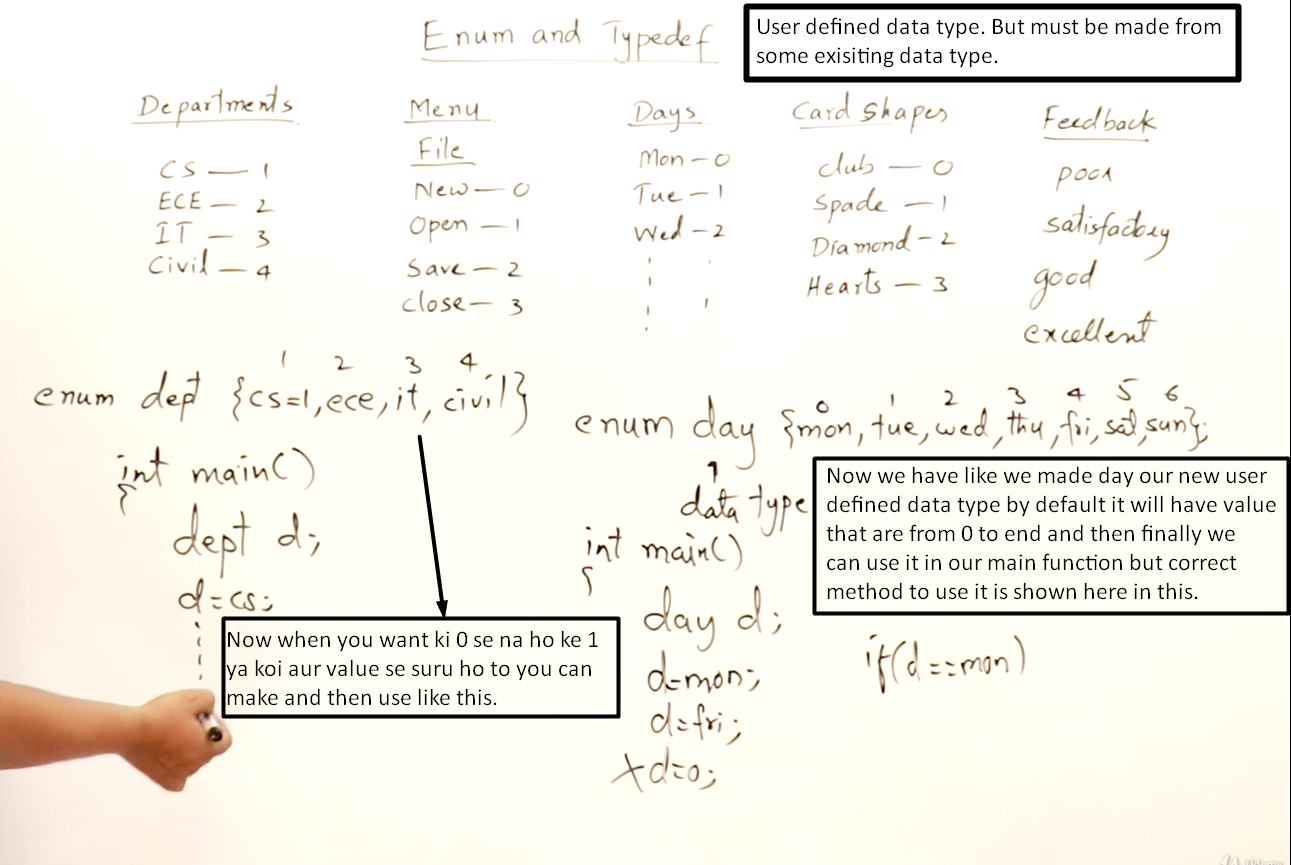 Enum and Typedef
User defined data type. But must be made from
some exisiting data type.
Departments
CS — 1
ECE — 2
IT — 3
Civil — 4
Menu
File
New — 0
Open — 1
Save — 2
close — 3
Days
Mon — 0
Tue — 1
Wed — 2
Card Shapes
club — 0
Spade — 1
Diamond — 2
Hearts — 3
Feedback
poor
satisfactory
good
excellent
1 2 3 4
enum dept {cs=1,ece,it,civil}
int main()
{
dept d;
d=cs;
Now when you want ki 0 se na ho ke 1
ya koi aur value se suru ho to you can
make and then use like this.
0 1 2 3 4 5 6
enum day {mon,tue,wed,thu,fri,sat,sun};
data type
Now we have like we made day our new user
defined data type by default it will have value
that are from 0 to end and then finally we
can use it in our main function but correct
method to use it is shown here in this.
int main()
{
day d;
d=mon;
d=fri;
x d=0;
if(d==mon)